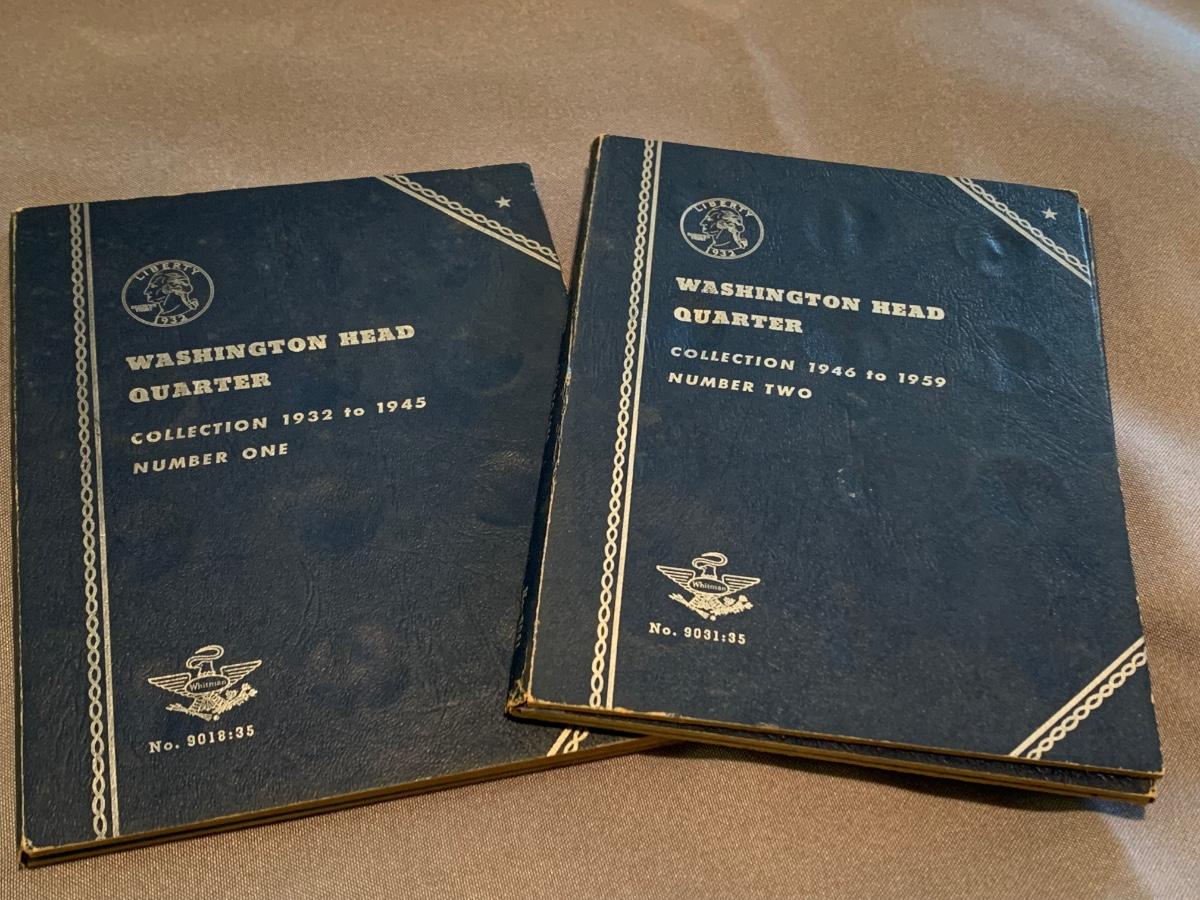 LIBERTY
1932
WASHINGTON HEAD
QUARTER
COLLECTION 1932 to 1945
NUMBER ONE
Whitman
No. 9018:35
LIBERTY
1932
WASHINGTON HEAD
QUARTER
COLLECTION 1946 to 1959
NUMBER TWO
Whitman
No. 9031:35